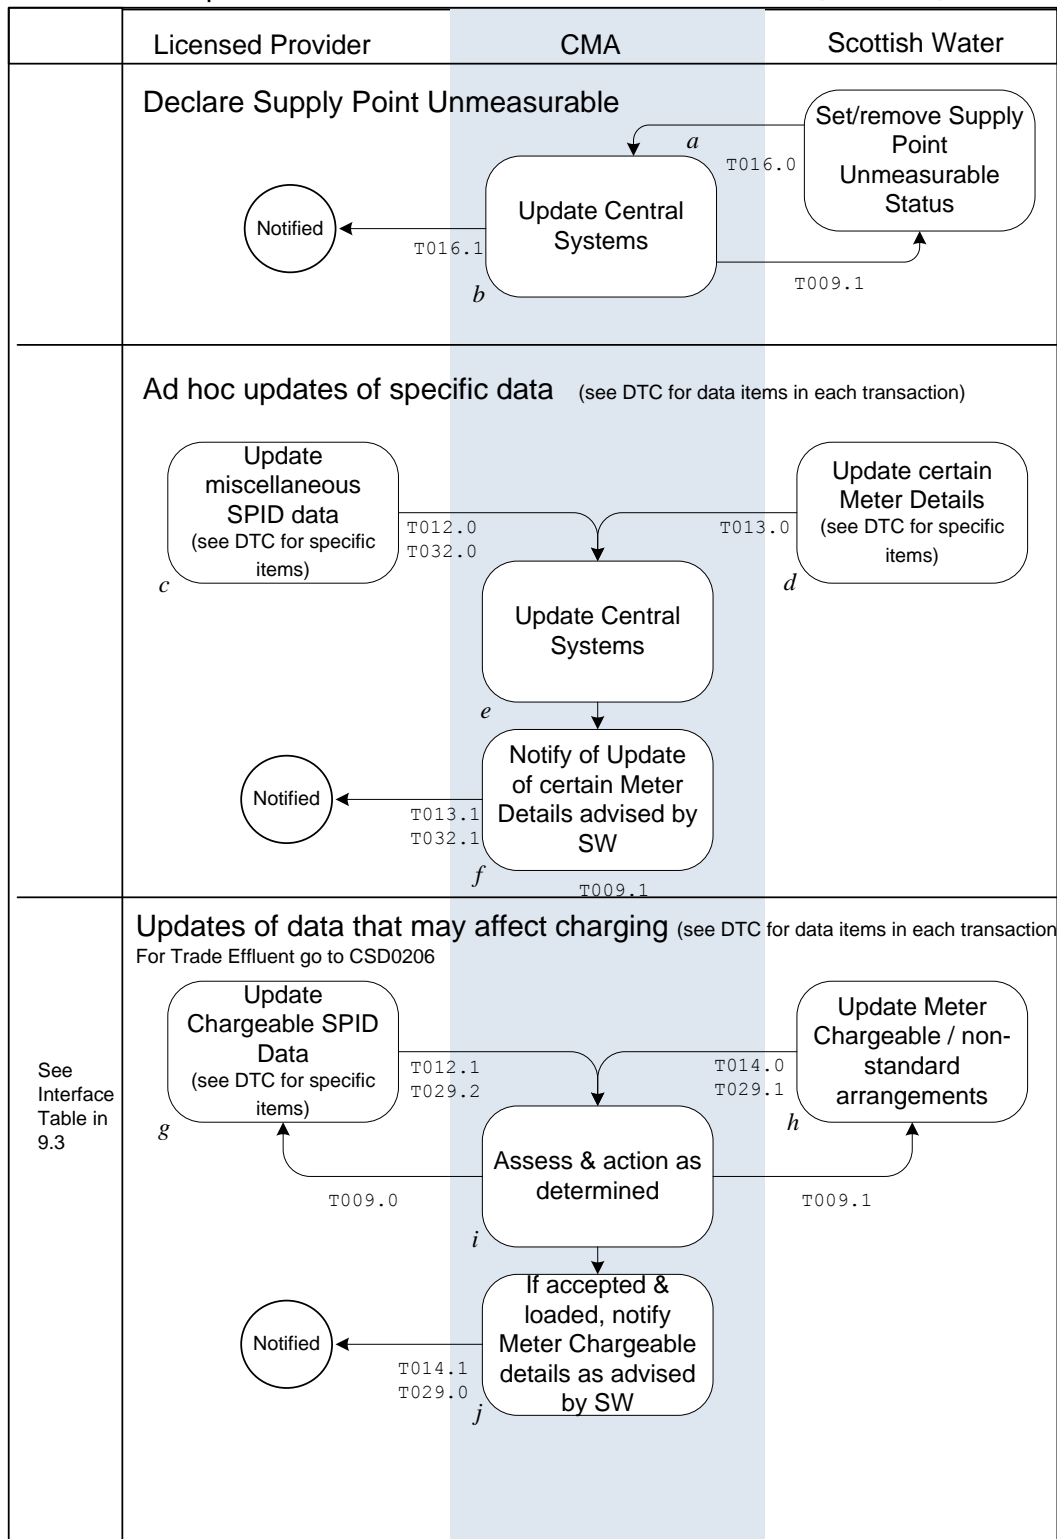 Licensed Provider
CMA
Scottish Water
Declare Supply Point Unmeasurable
Set/remove Supply
Point
Unmeasurable
Status
a
T016.0
Update Central
Systems
Notified
T016.1
T009.1
b
Ad hoc updates of specific data (see DTC for data items in each transaction)
Update
miscellaneous
SPID data
(see DTC for specific
items)
c
T012.0
T032.0
T013.0
Update certain
Meter Details
(see DTC for specific
items)
d
Update Central
Systems
e
Notify of Update
of certain Meter
Details advised by
SW
Notified
T013.1
T032.1
f
T009.1
Updates of data that may affect charging (see DTC for data items in each transaction
For Trade Effluent go to CSD0206
See
Interface
Table in
9.3
Update
Chargeable SPID
Data
(see DTC for specific
items)
g
T012.1
T029.2
T014.0
T029.1
Update Meter
Chargeable / non-
standard
arrangements
h
Assess & action as
determined
T009.0
T009.1
i
If accepted &
loaded, notify
Meter Chargeable
details as advised
by SW
Notified
T014.1
T029.0
j